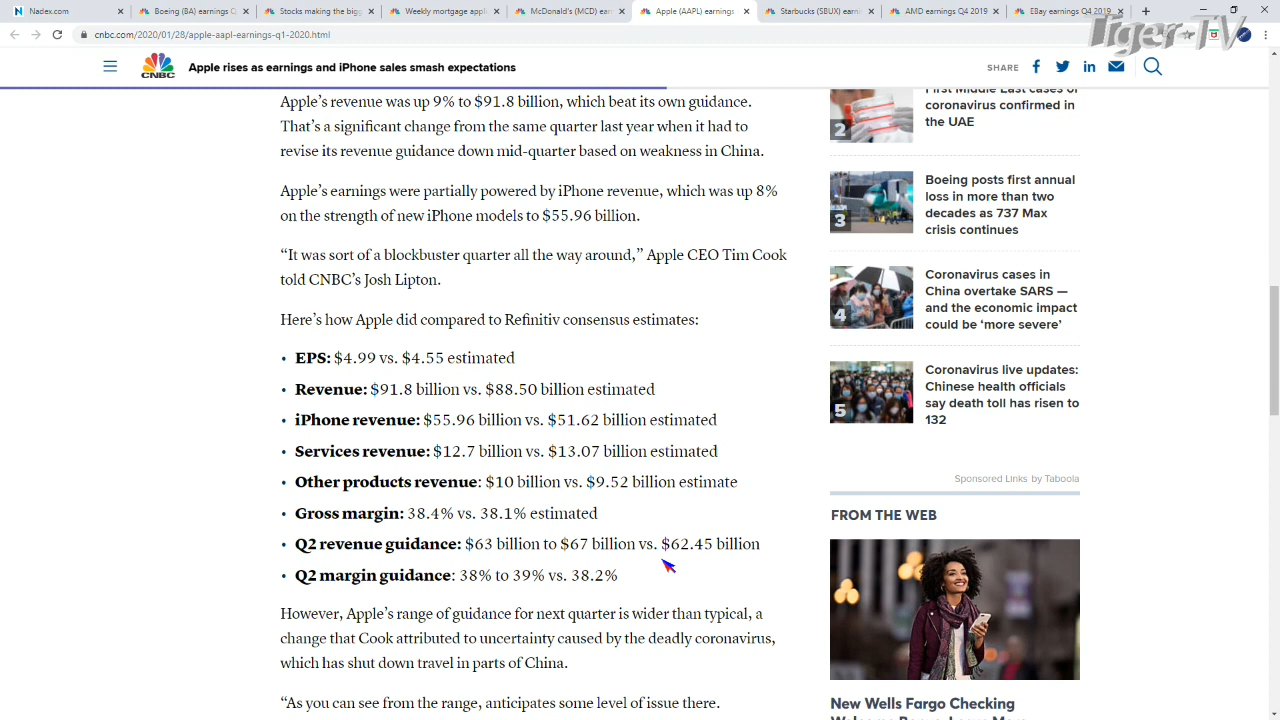 Nadex.com
Boeing (BA) earnings Q
Stocks making the bigg
Weekly mortgage appli
McDonald's (MCD) earn
Apple (AAPL) earnings
Starbucks (SBUX) earni
AMD earnings Q4 2019
EBay earnings Q4 2019
Tiger-TV
cnbc.com/2020/01/28/apple-aapl-earnings-q1-2020.html
CNBC
Apple rises as earnings and iPhone sales smash expectations
SHARE
Apple's revenue was up 9% to $91.8 billion, which beat its own guidance.
That's a significant change from the same quarter last year when it had to
revise its revenue guidance down mid-quarter based on weakness in China.
Apple's earnings were partially powered by iPhone revenue, which was up 8%
on the strength of new iPhone models to $55.96 billion.
“It was sort of a blockbuster quarter all the way around,” Apple CEO Tim Cook
told CNBC's Josh Lipton.
Here's how Apple did compared to Refinitiv consensus estimates:
• EPS: $4.99 vs. $4.55 estimated
• Revenue: $91.8 billion vs. $88.50 billion estimated
• iPhone revenue: $55.96 billion vs. $51.62 billion estimated
• Services revenue: $12.7 billion vs. $13.07 billion estimated
• Other products revenue: $10 billion vs. $9.52 billion estimate
• Gross margin: 38.4% vs. 38.1% estimated
• Q2 revenue guidance: $63 billion to $67 billion vs. $62.45 billion
• Q2 margin guidance: 38% to 39% vs. 38.2%
However, Apple's range of guidance for next quarter is wider than typical, a
change that Cook attributed to uncertainty caused by the deadly coronavirus,
which has shut down travel in parts of China.
“As you can see from the range, anticipates some level of issue there.
2
First Middle East cases of
coronavirus confirmed in
the UAE
3
Boeing posts first annual
loss in more than two
decades as 737 Max
crisis continues
4
Coronavirus cases in
China overtake SARS —
and the economic impact
could be ‘more severe’
5
Coronavirus live updates:
Chinese health officials
say death toll has risen to
132
Sponsored Links by Taboola
FROM THE WEB
New Wells Fargo Checking